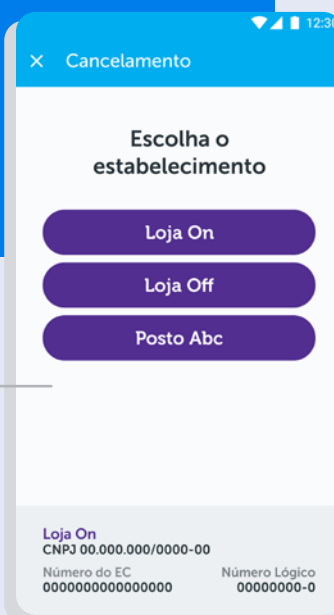 12:30
× Cancelamento
Escolha o
estabelecimento
Loja On
Loja Off
Posto Abc
Loja On
CNPJ 00.000.000/0000-00
Número do EC Número Lógico
0000000000000000 00000000-0